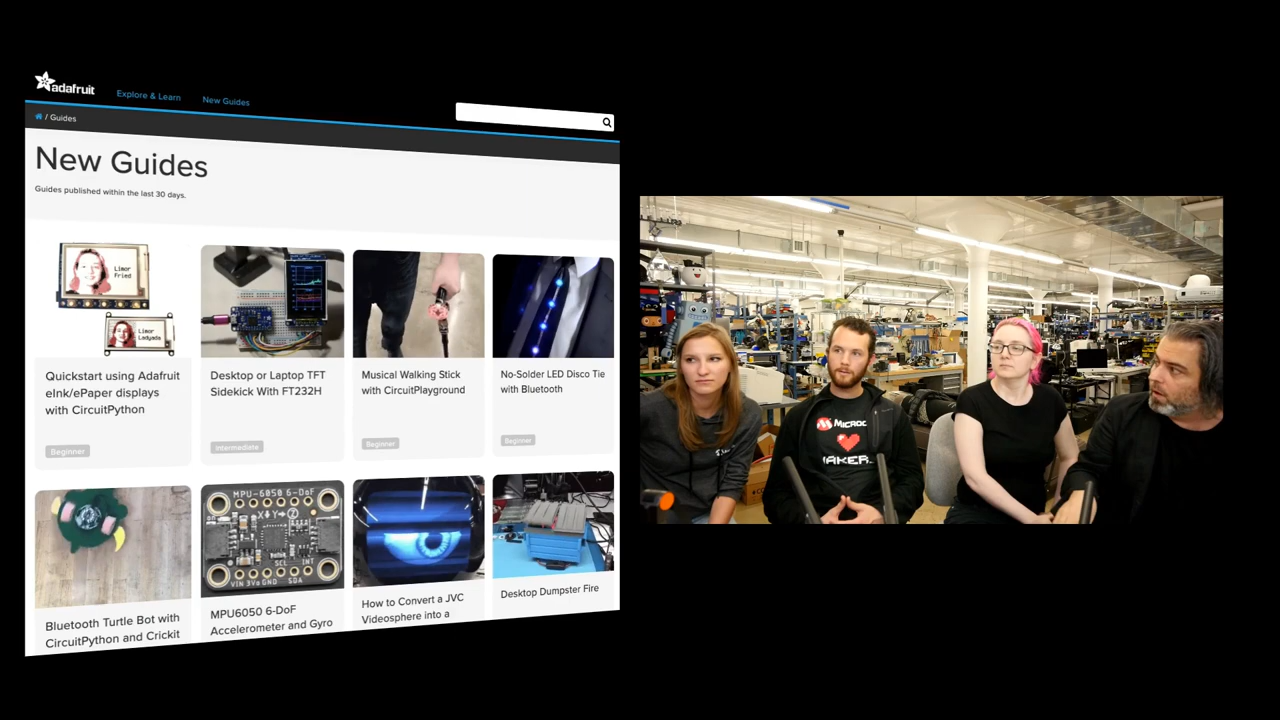 adafruit
Explore & Learn
New Guides
/ Guides
New Guides
Guides published within the last 30 days.
Limor
Fried
Limor
Ladyada
Quickstart using Adafruit
eInk/ePaper displays
with CircuitPython
Beginner
Desktop or Laptop TFT
Sidekick With FT232H
Intermediate
Musical Walking Stick
with CircuitPlayground
Beginner
No-Solder LED Disco Tie
with Bluetooth
Beginner
Bluetooth Turtle Bot with
CircuitPython and Crickit
MPU-6050 6-DoF
X Y Z
SCL INT
VIN 3Vo GND SDA
MPU6050 6-DoF
Accelerometer and Gyro
How to Convert a JVC
Videosphere into a
Desktop Dumpster Fire
MICROC
MAKER